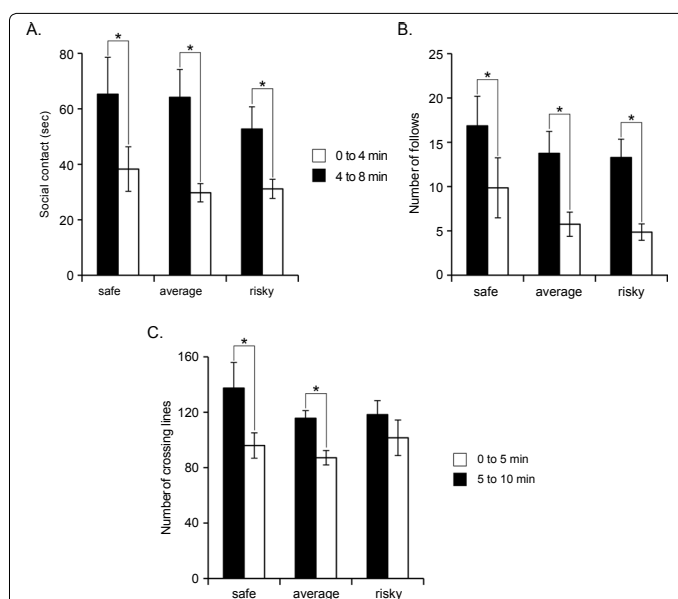 A.
*
*
*
80
60
40
20
0
Social contact (sec)
safe average risky
0 to 4 min
4 to 8 min
B.
*
*
*
25
20
15
10
5
0
Number of follows
safe average risky
C.
*
*
160
120
80
40
0
Number of crossing lines
safe average risky
0 to 5 min
5 to 10 min